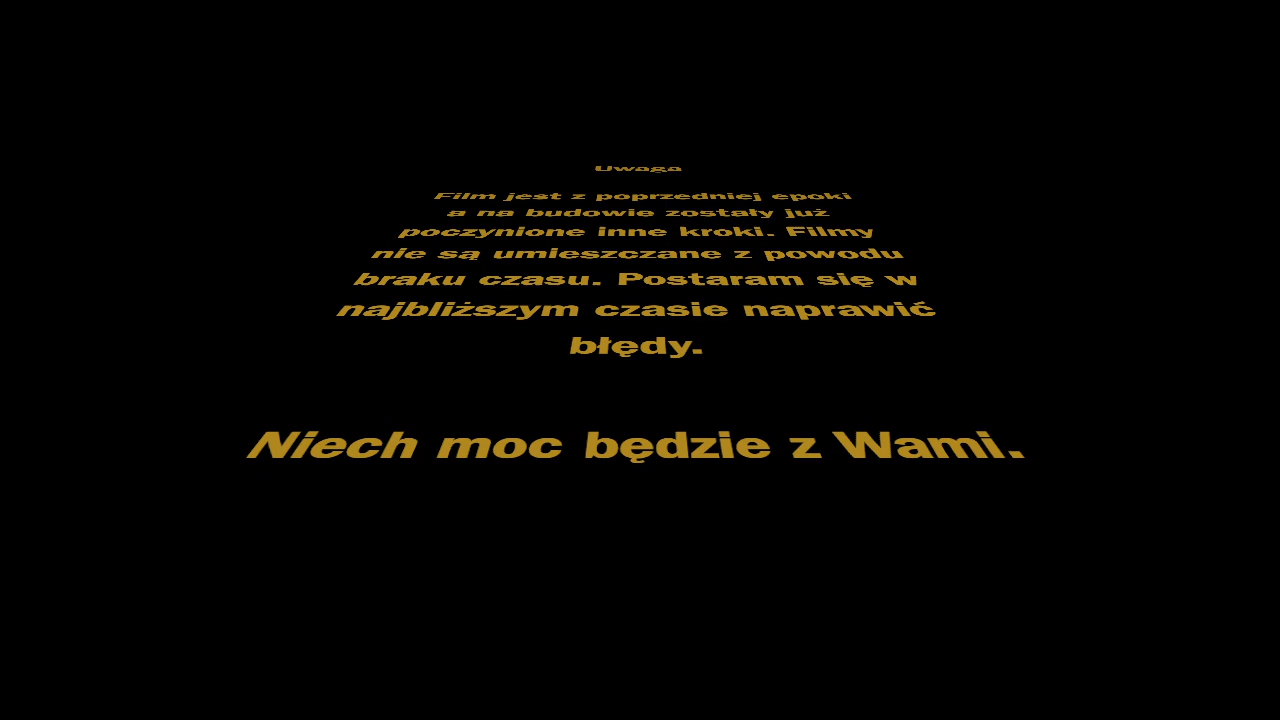 Uwaga
Film jest z poprzedniej epoki
a na budowie zostały już
poczynione inne kroki. Filmy
nie są umieszczane z powodu
braku czasu. Postaram się w
najbliższym czasie naprawić
błędy.
Niech moc będzie z Wami.